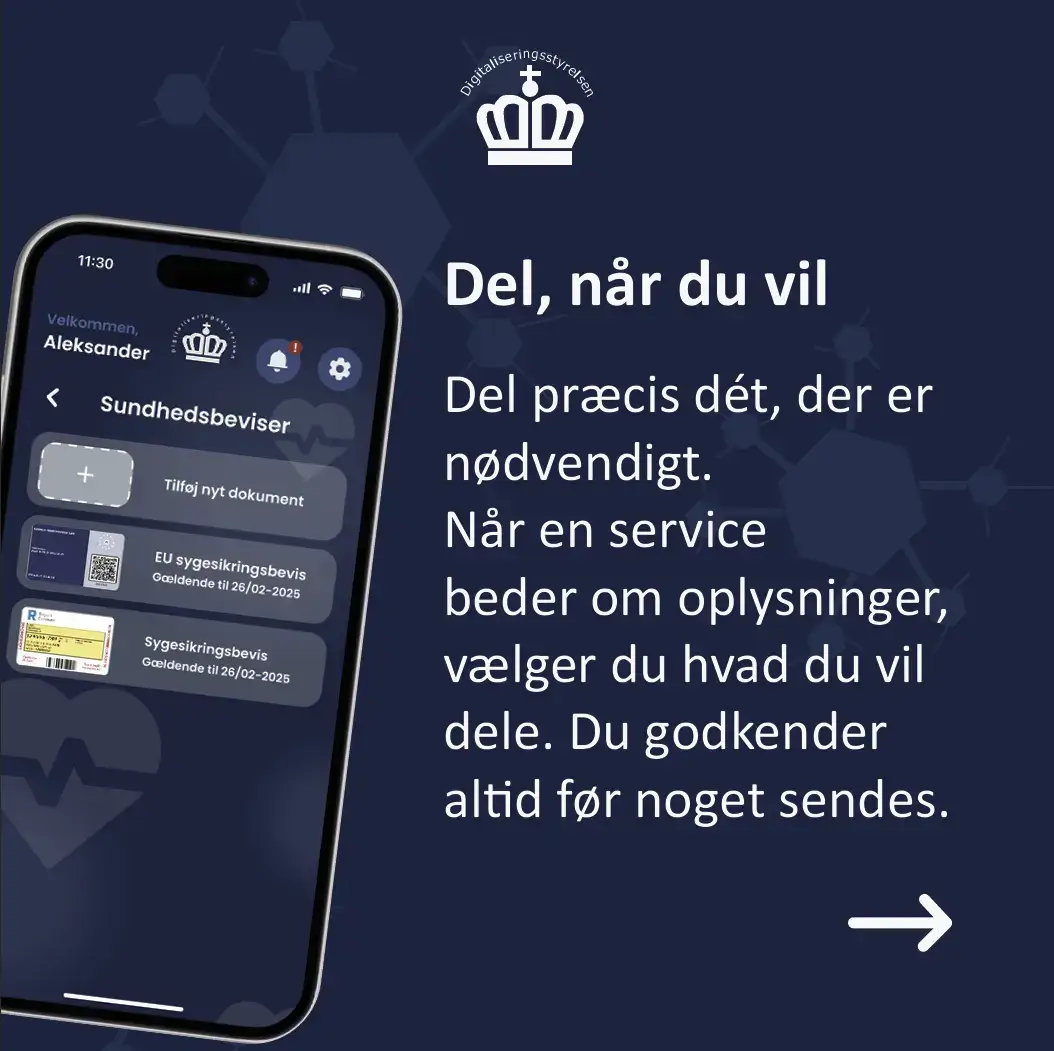 Digitaliseringsstyrelsen
Del, når du vil
Del præcis dét, der er
nødvendigt.
Når en service
beder om oplysninger,
vælger du hvad du vil
dele. Du godkender
altid før noget sendes.
11:30
Velkommen,
Aleksander
Digitaliseringsstyrelsen
!
Sundhedsbeviser
+
Tilføj nyt dokument
EU sygesikringsbevis
Gældende til 26/02-2025
Sygesikringsbevis
Gældende til 26/02-2025
R